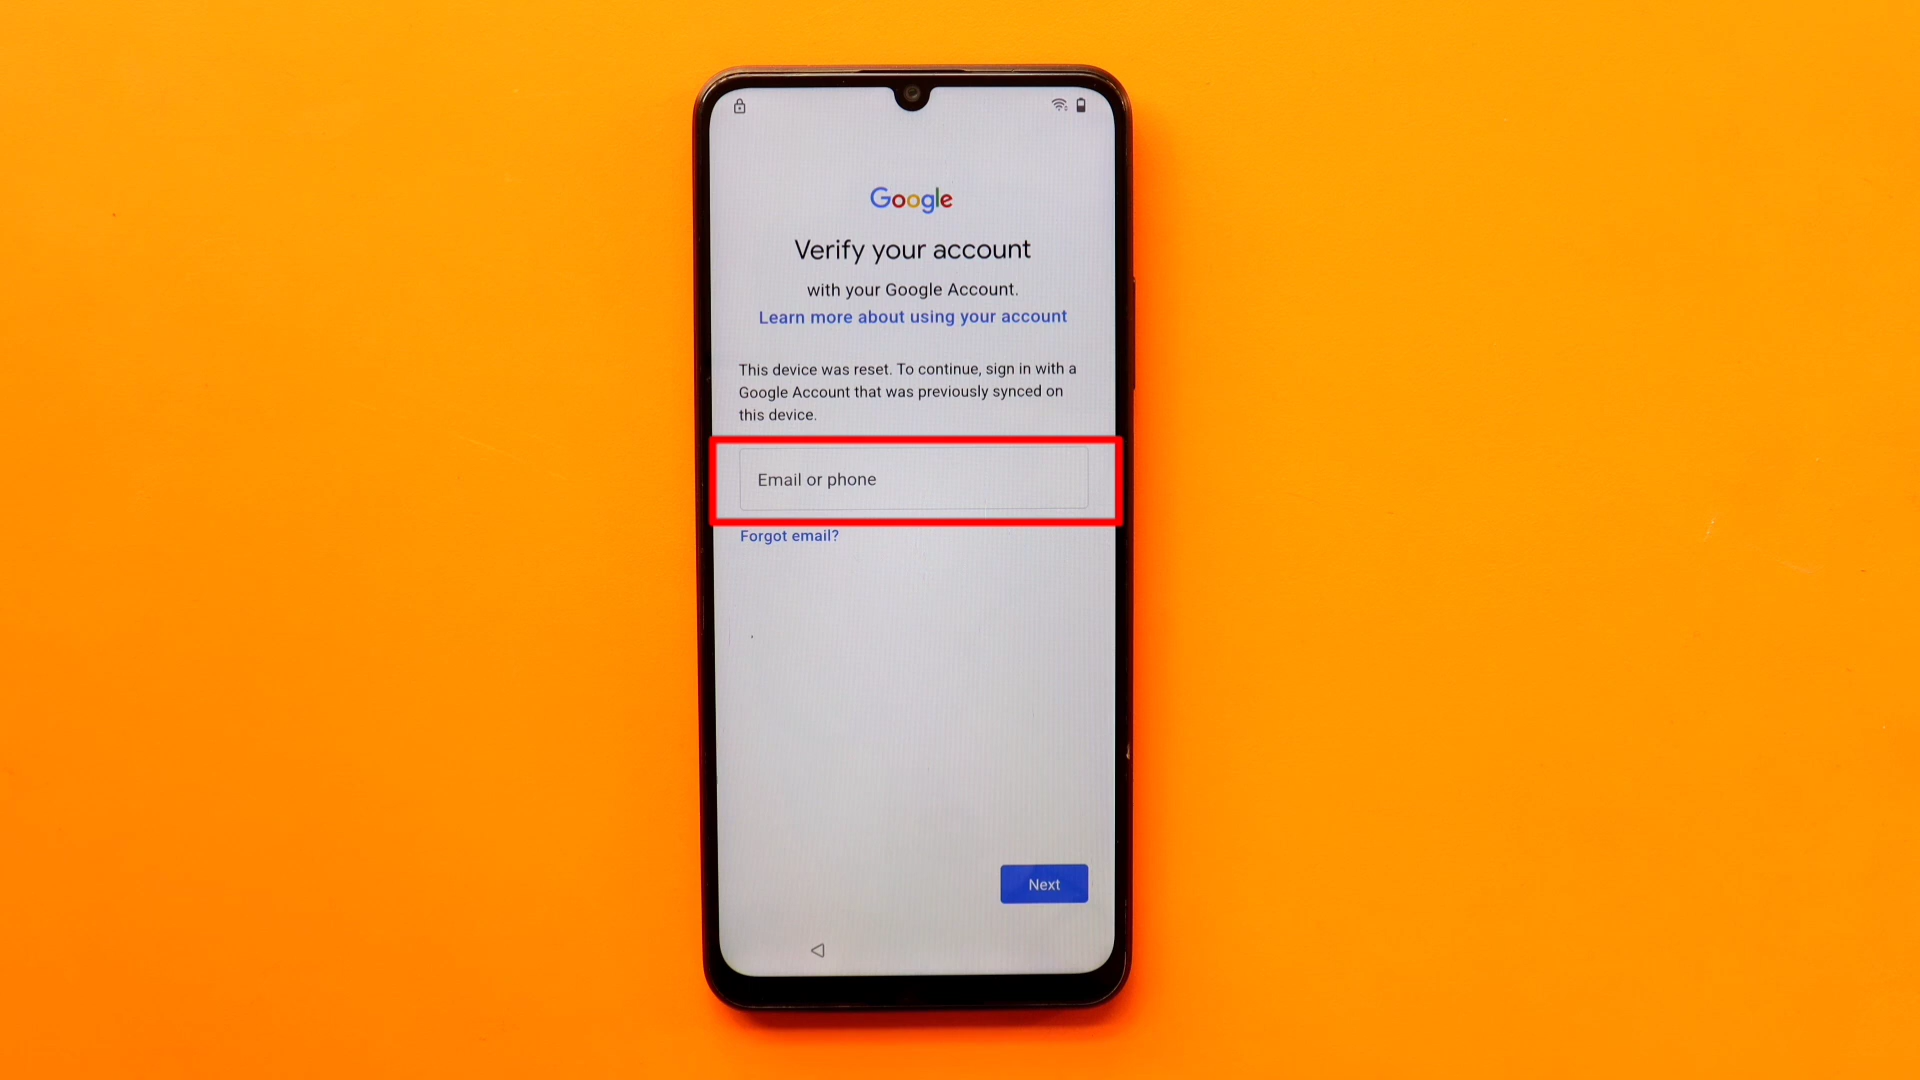 Google
Verify your account
with your Google Account.
Learn more about using your account
This device was reset. To continue, sign in with a
Google Account that was previously synced on
this device.
Email or phone
Forgot email?
Next